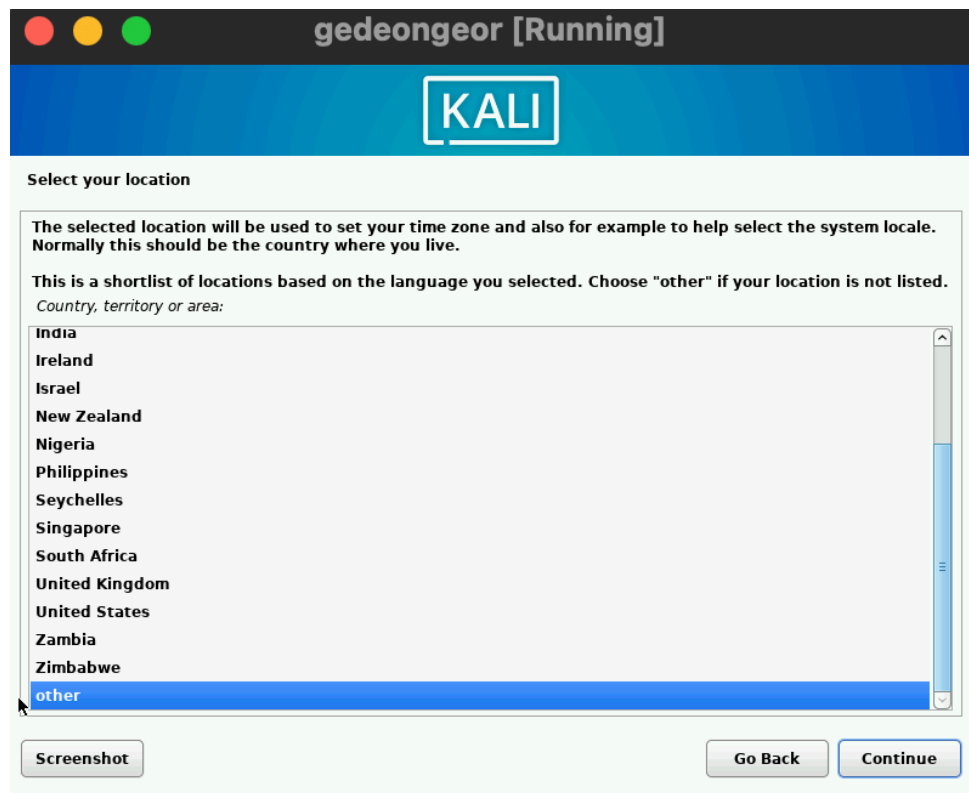 gedeongeor [Running]
KALI
Select your location
The selected location will be used to set your time zone and also for example to help select the system locale.
Normally this should be the country where you live.
This is a shortlist of locations based on the language you selected. Choose "other" if your location is not listed.
Country, territory or area:
India
Ireland
Israel
New Zealand
Nigeria
Philippines
Seychelles
Singapore
South Africa
United Kingdom
United States
Zambia
Zimbabwe
other
Screenshot
Go Back
Continue